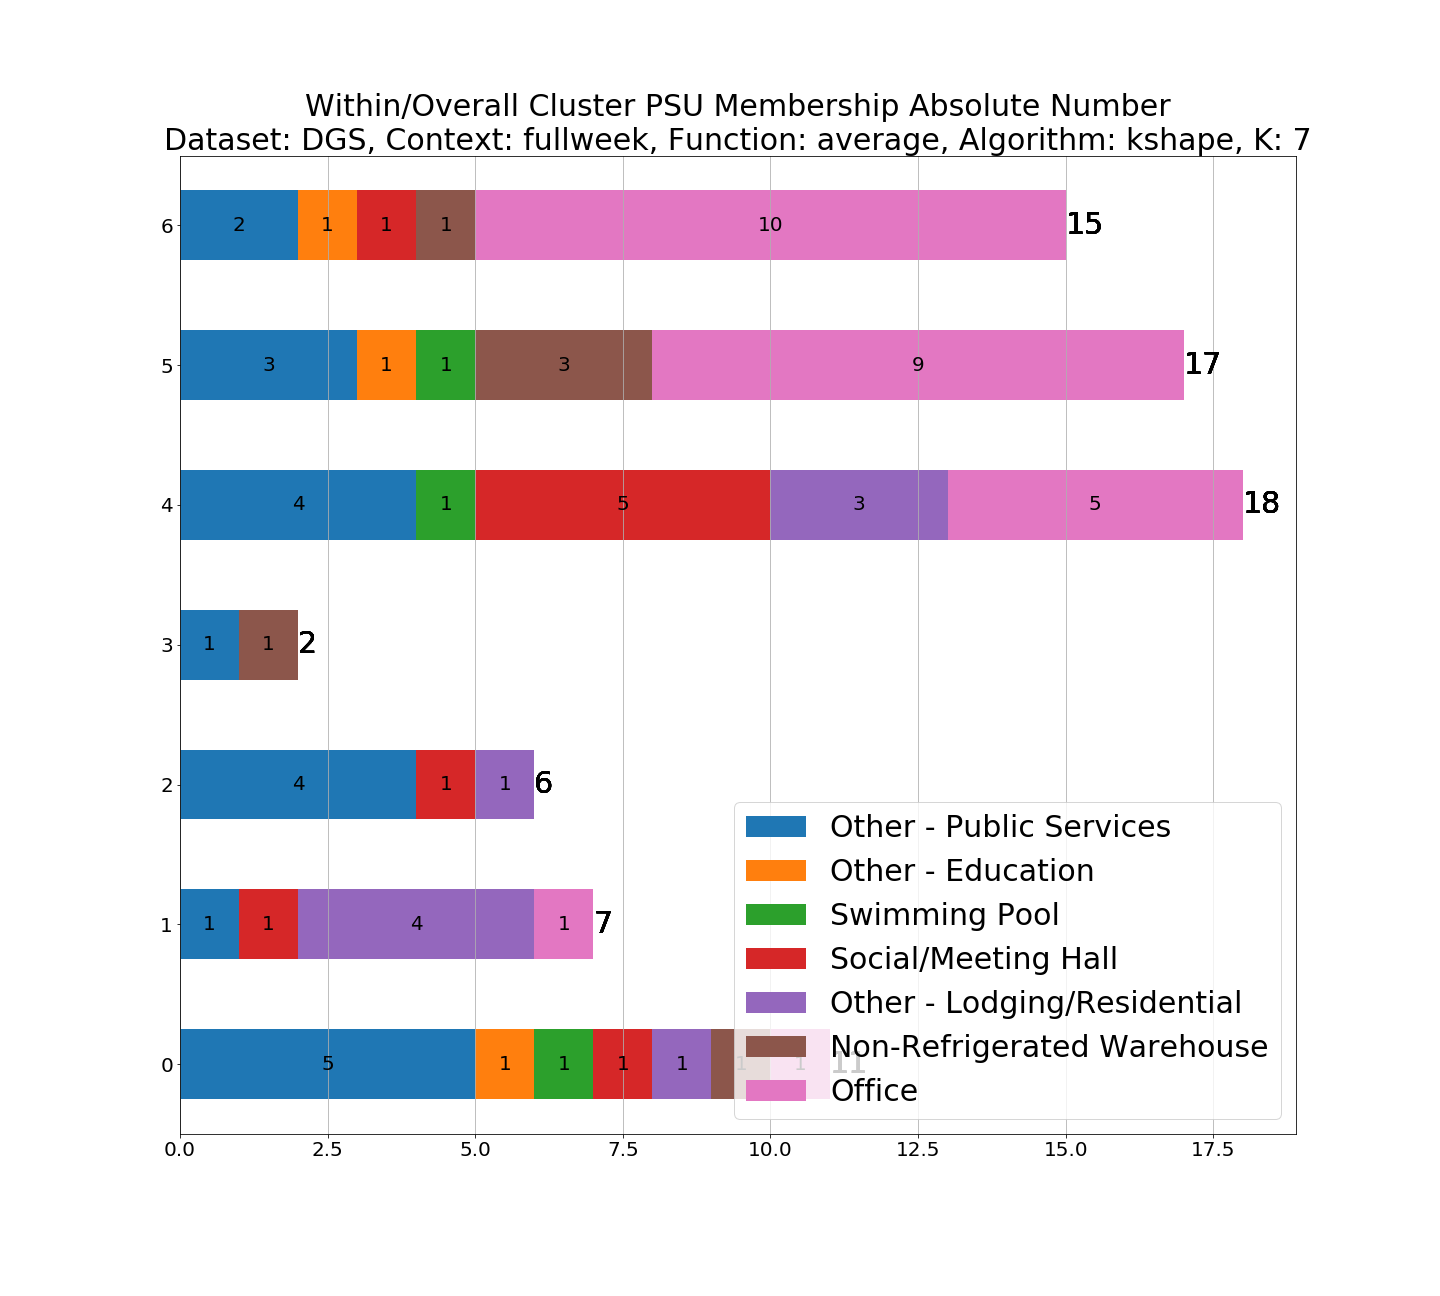 Within/Overall Cluster PSU Membership Absolute Number
Dataset: DGS, Context: fullweek, Function: average, Algorithm: kshape, K: 7
6 2 1 1 1 10 15
5 3 1 1 3 9 17
4 4 1 5 3 5 18
3 1 1 2
2 4 1 1 6
1 1 1 4 1 7
0 5 1 1 1 1 1 1 11
Other - Public Services
Other - Education
Swimming Pool
Social/Meeting Hall
Other - Lodging/Residential
Non-Refrigerated Warehouse
Office
0.0 2.5 5.0 7.5 10.0 12.5 15.0 17.5